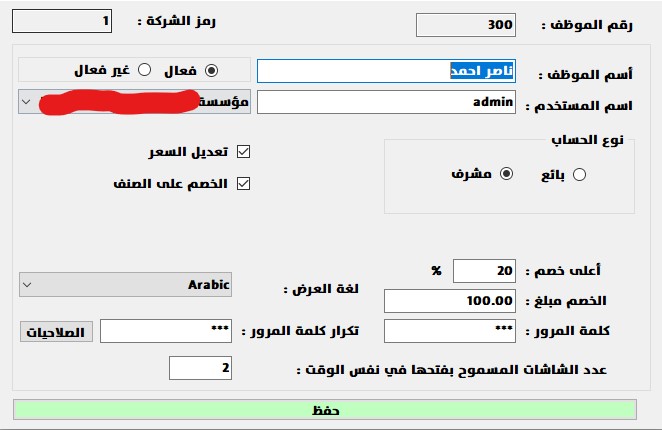 رقم الموظف : 300 رمز الشركة : 1
أسم الموظف : ناصر احمد فعال غير فعال
اسم المستخدم : admin مؤسسة
نوع الحساب
بائع مشرف
تعديل السعر
الخصم على الصنف
أعلى خصم : 20 %
لغة العرض : Arabic
الخصم مبلغ : 100.00
كلمة المرور : *** تكرار كلمة المرور : *** الصلاحيات
عدد الشاشات المسموح بفتحها في نفس الوقت : 2
حفظ